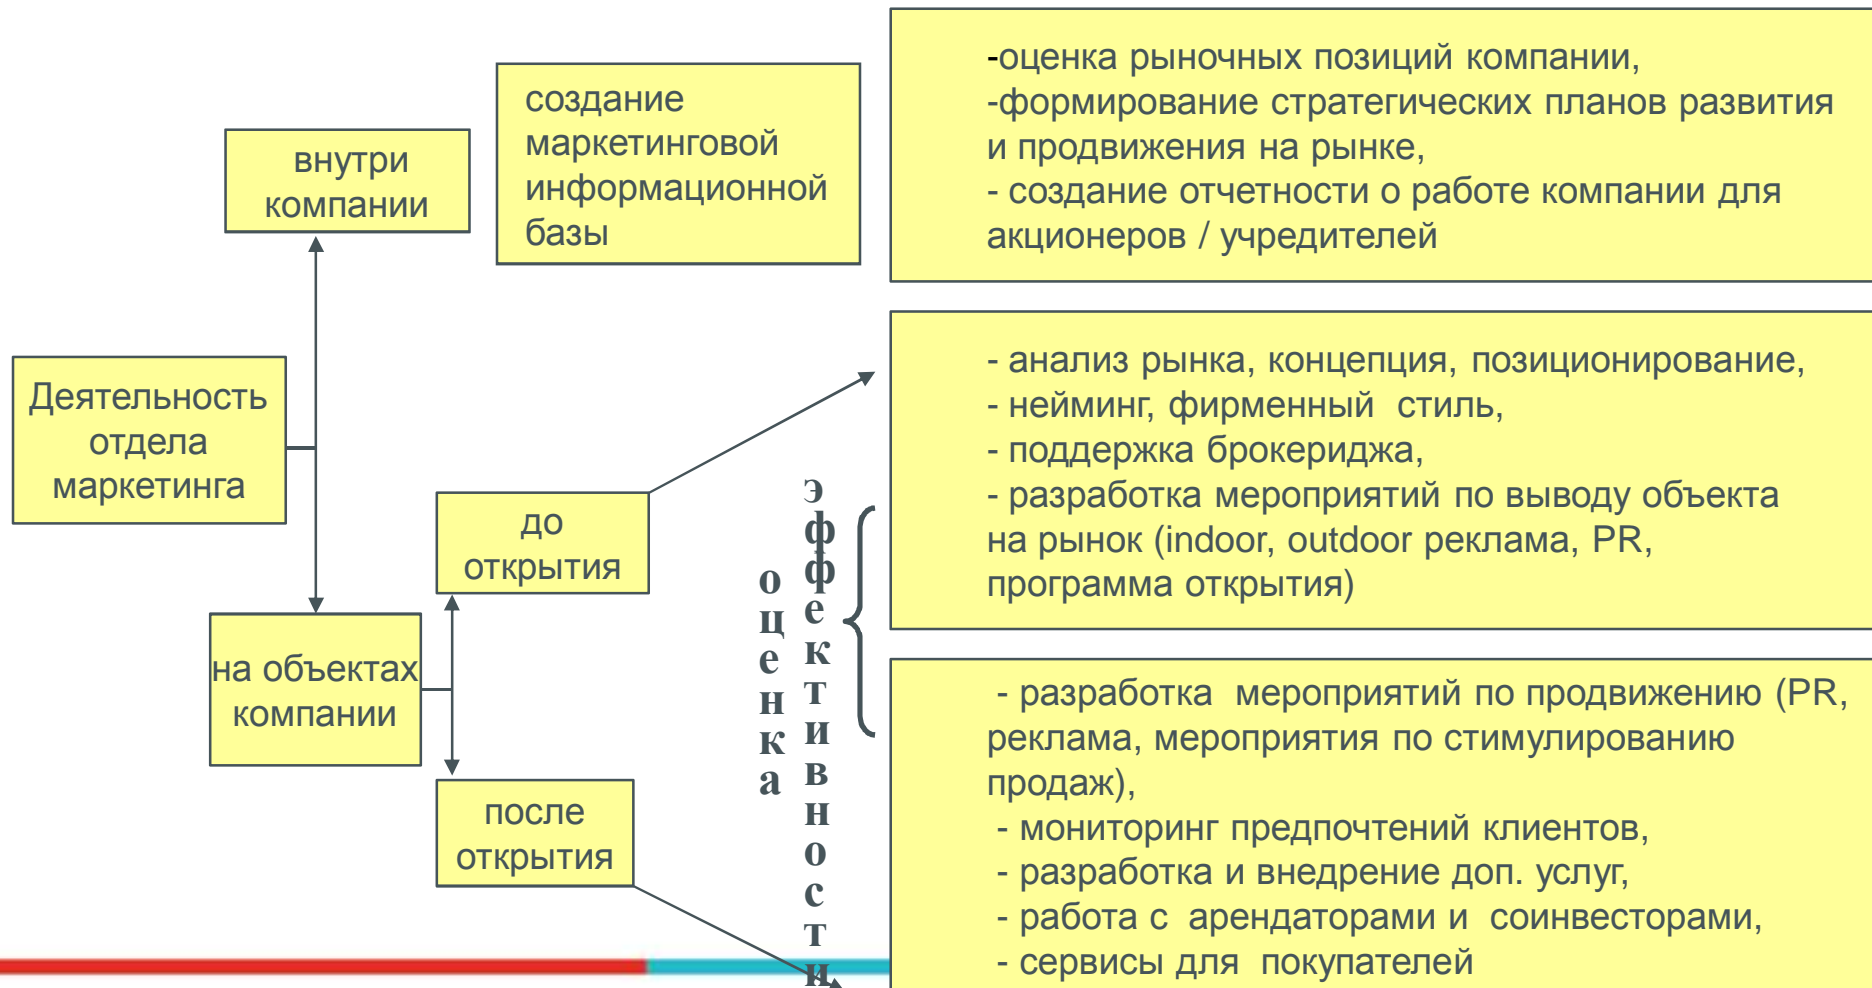 Деятельность
отдела
маркетинга
внутри
компании
создание
маркетинговой
информационной
базы
-оценка рыночных позиций компании,
-формирование стратегических планов развития
и продвижения на рынке,
- создание отчетности о работе компании для
акционеров / учредителей
на объектах
компании
до
открытия
- анализ рынка, концепция, позиционирование,
- нейминг, фирменный стиль,
- поддержка брокериджа,
- разработка мероприятий по выводу объекта
на рынок (indoor, outdoor реклама, PR,
программа открытия)
оценка
эффективности
после
открытия
- разработка мероприятий по продвижению (PR,
реклама, мероприятия по стимулированию
продаж),
- мониторинг предпочтений клиентов,
- разработка и внедрение доп. услуг,
- работа с арендаторами и соинвесторами,
- сервисы для покупателей